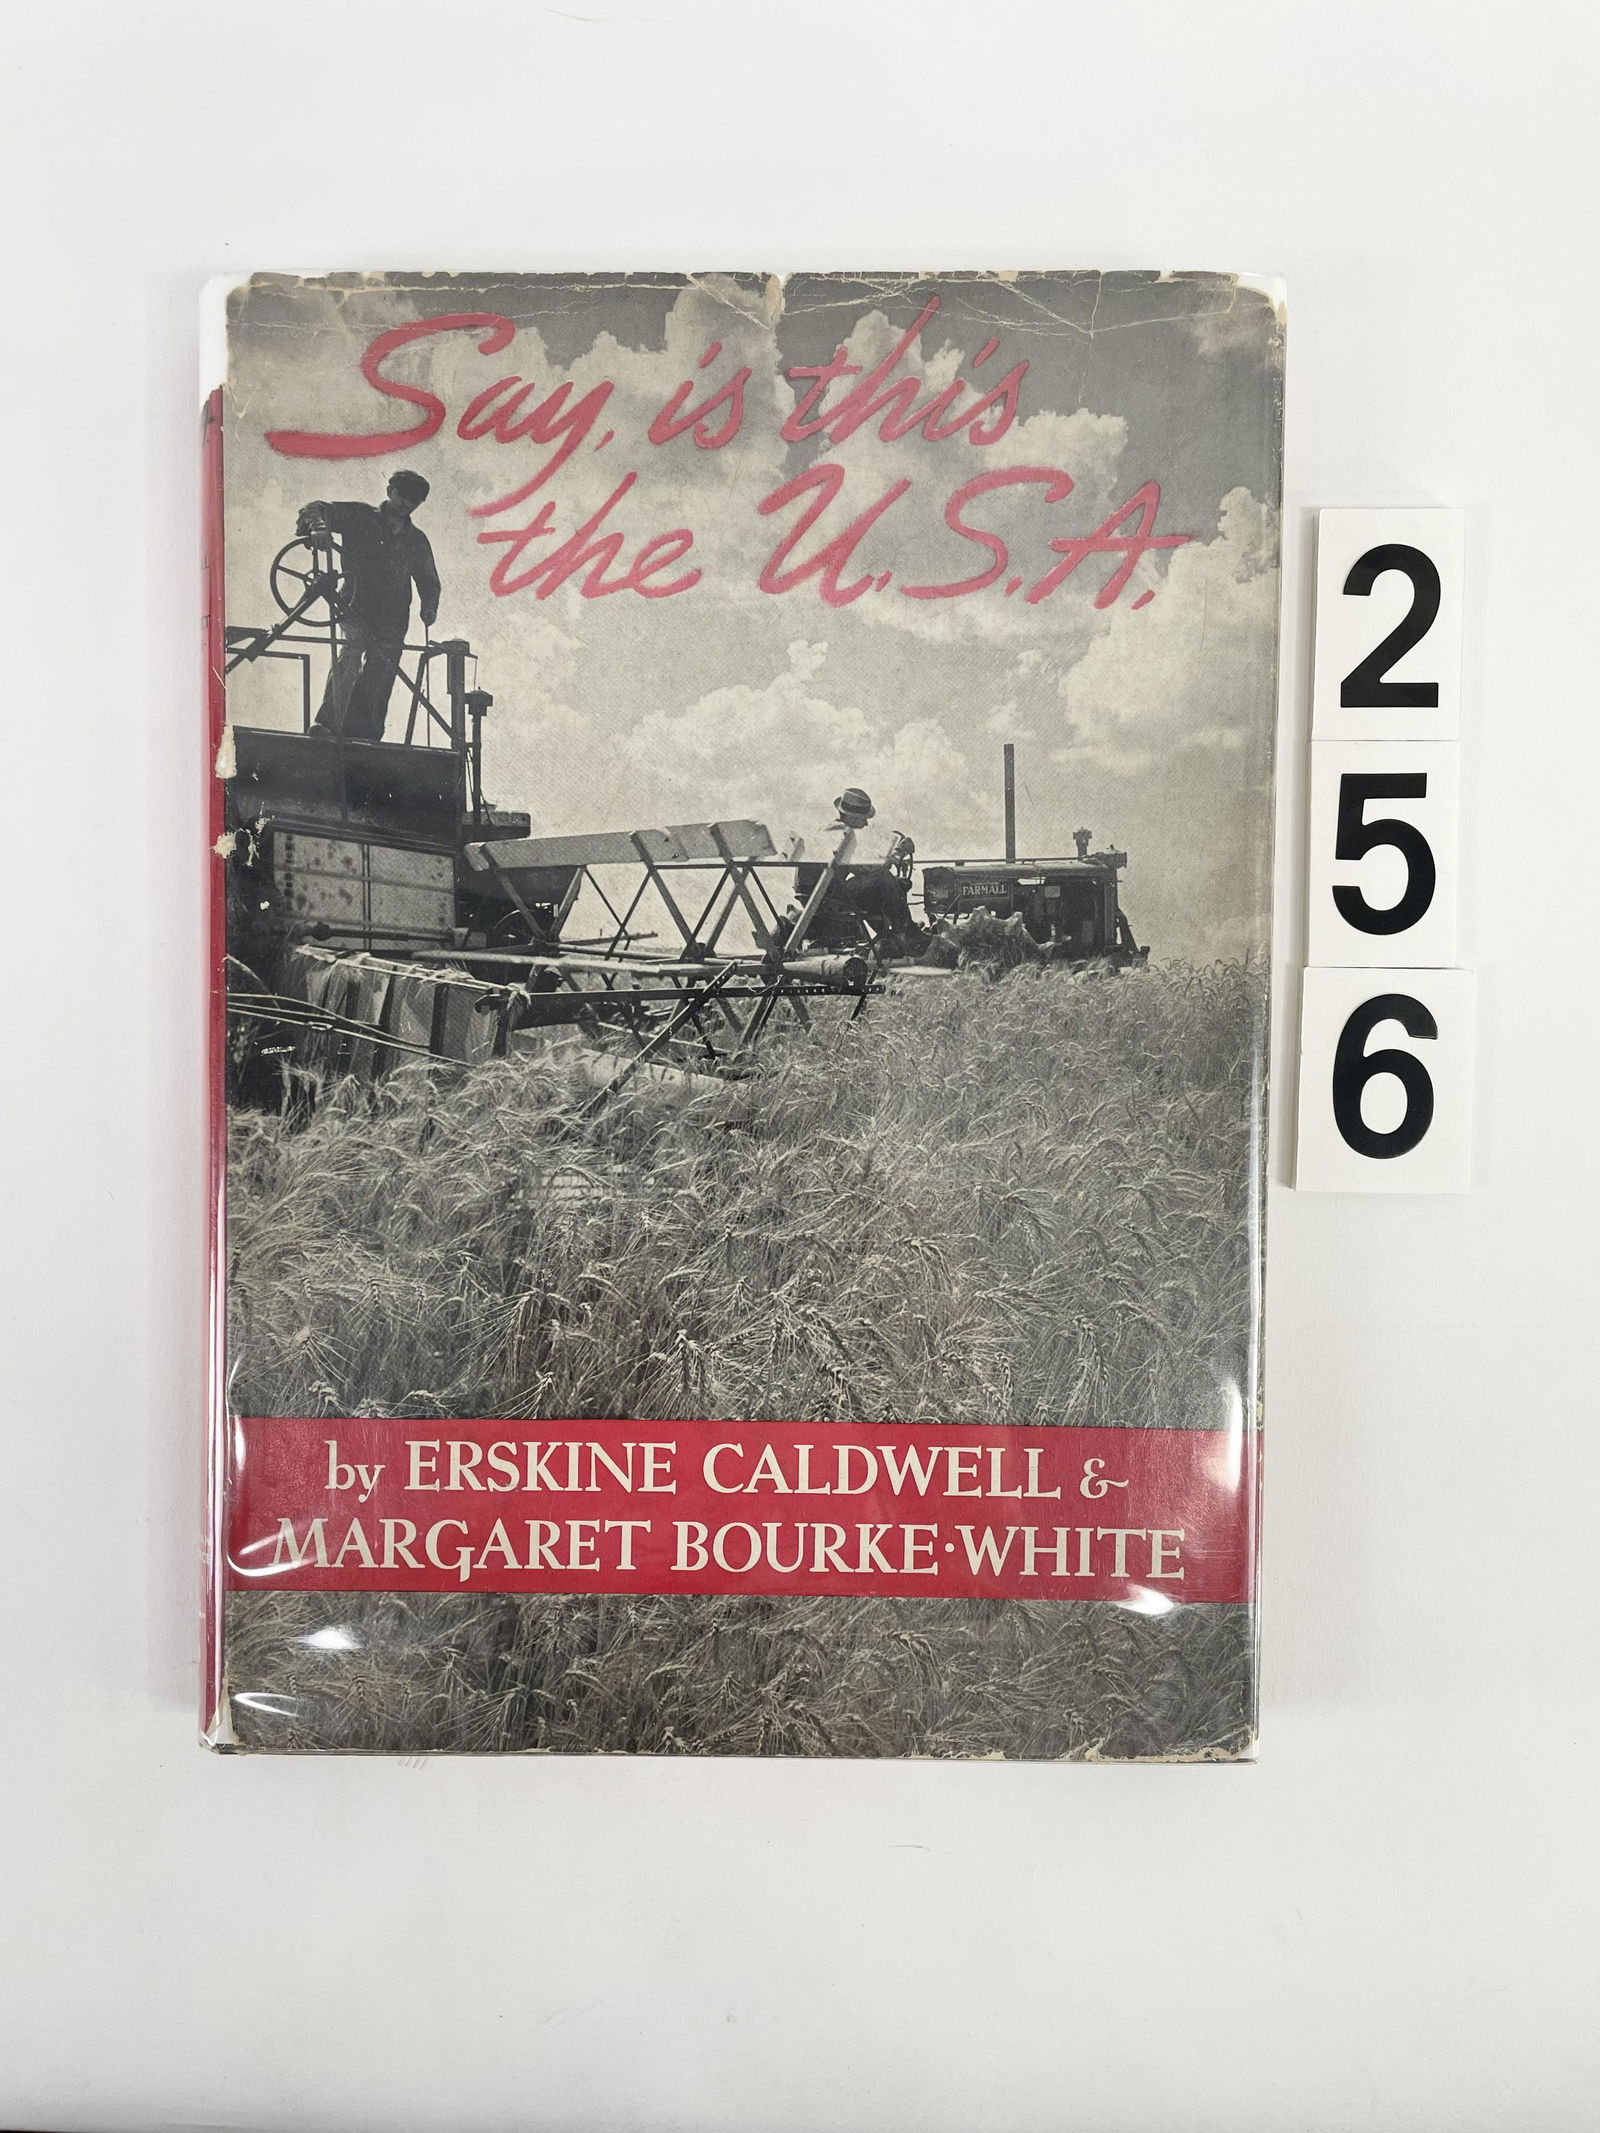 Say, is this
the U.S.A.
FARMALL
by ERSKINE CALDWELL &
MARGARET BOURKE·WHITE
2
5
6